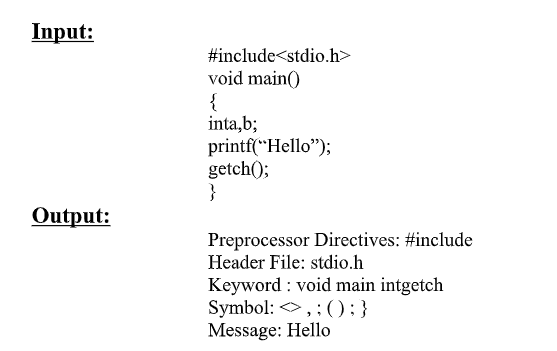 Input:
#include<stdio.h>
void main()
{
inta,b;
printf(“Hello”);
getch();
}
Output:
Preprocessor Directives: #include
Header File: stdio.h
Keyword : void main intgetch
Symbol: <> , ; ( ) ; }
Message: Hello